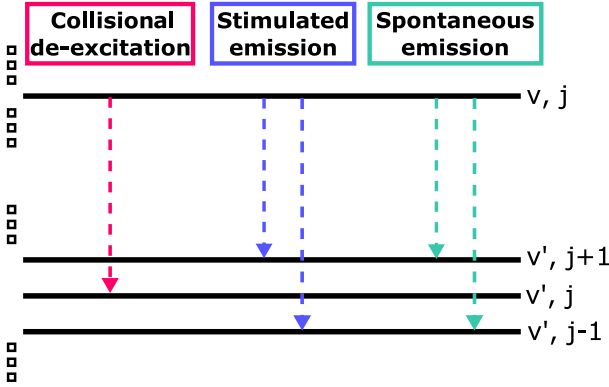 Collisional
de-excitation
Stimulated
emission
Spontaneous
emission
v, j
v', j+1
v', j
v', j-1